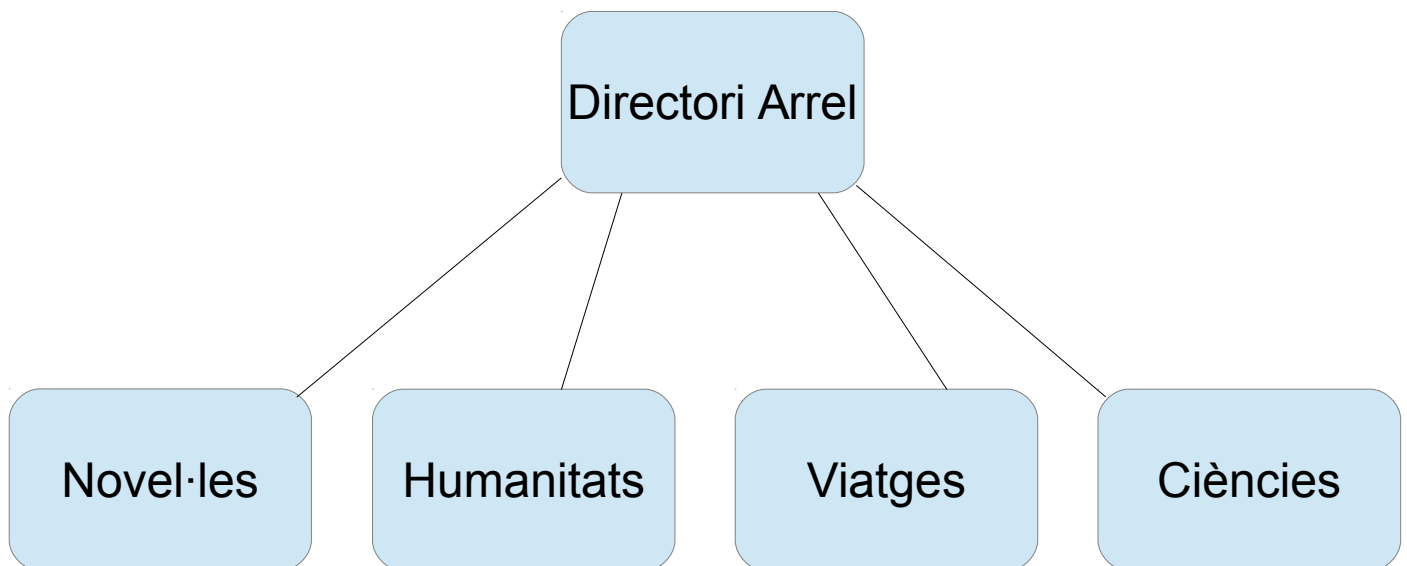 Directori Arrel
Novel·les
Humanitats
Viatges
Ciències